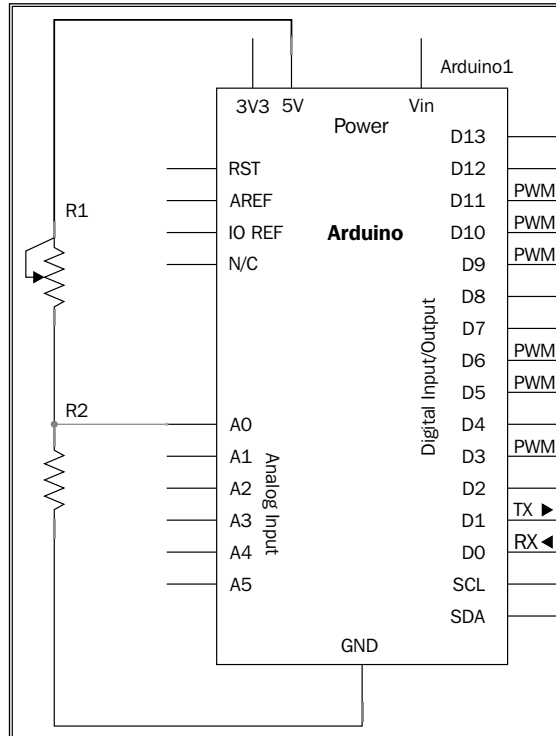 Arduino1
3V3 5V Vin
Power
RST
AREF
IO REF
N/C
Arduino
R1
R2
A0
A1
A2
A3
A4
A5
Analog Input
Digital Input/Output
D13
D12
D11 PWM
D10 PWM
D9 PWM
D8
D7
D6 PWM
D5 PWM
D4
D3 PWM
D2
D1 TX
D0 RX
SCL
SDA
GND